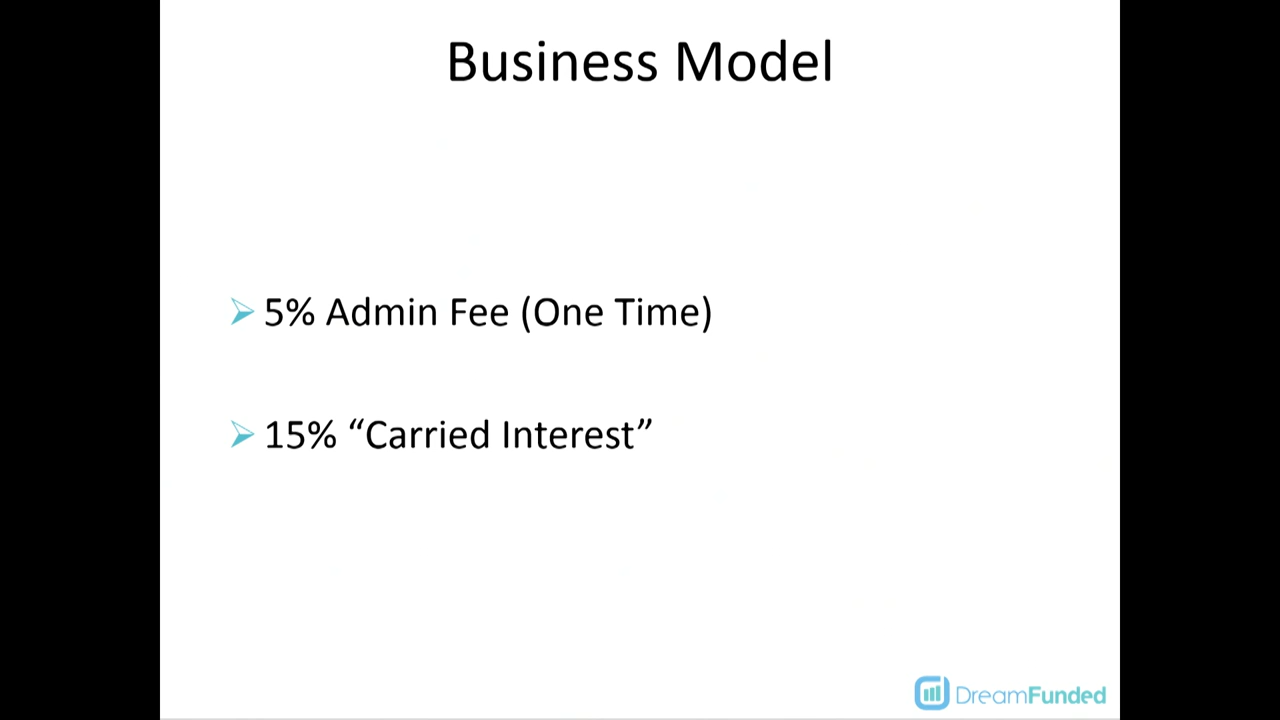 Business Model
5% Admin Fee (One Time)
15% “Carried Interest”
DreamFunded